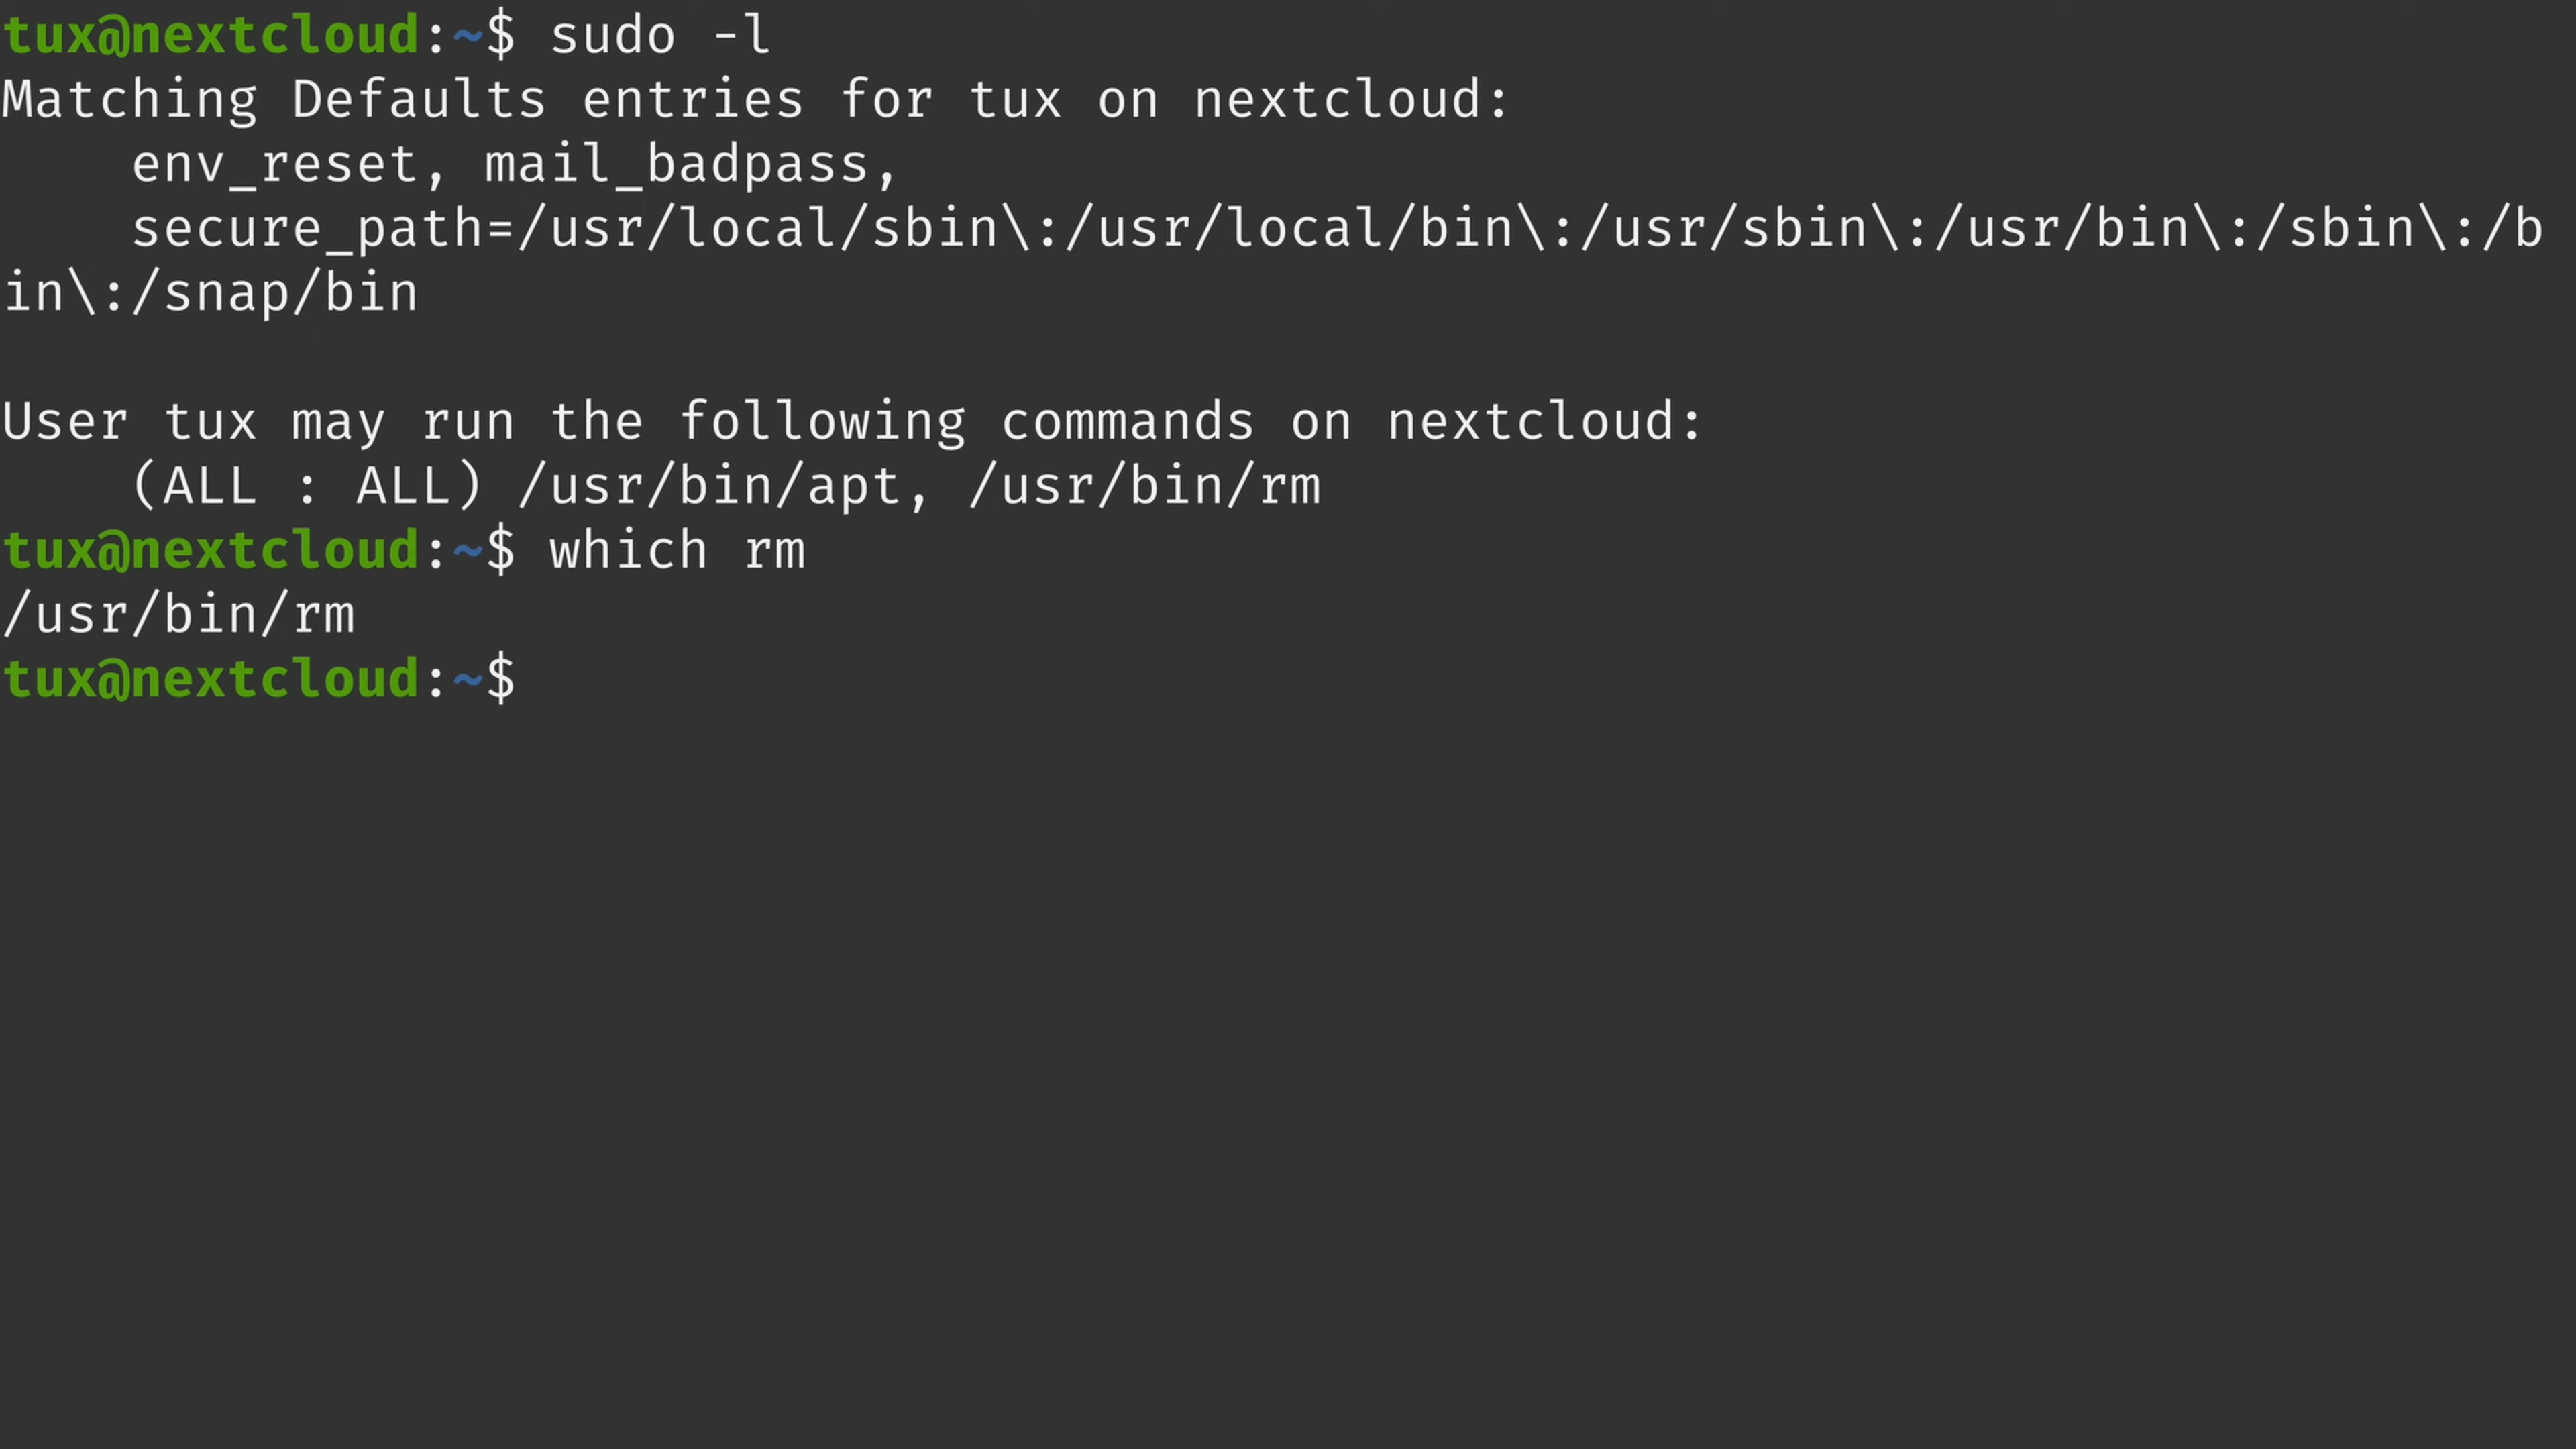 tux@nextcloud:~$ sudo -l
Matching Defaults entries for tux on nextcloud:
    env_reset, mail_badpass,
    secure_path=/usr/local/sbin\:/usr/local/bin\:/usr/sbin\:/usr/bin\:/sbin\:/b
in\:/snap/bin

User tux may run the following commands on nextcloud:
    (ALL : ALL) /usr/bin/apt, /usr/bin/rm
tux@nextcloud:~$ which rm
/usr/bin/rm
tux@nextcloud:~$